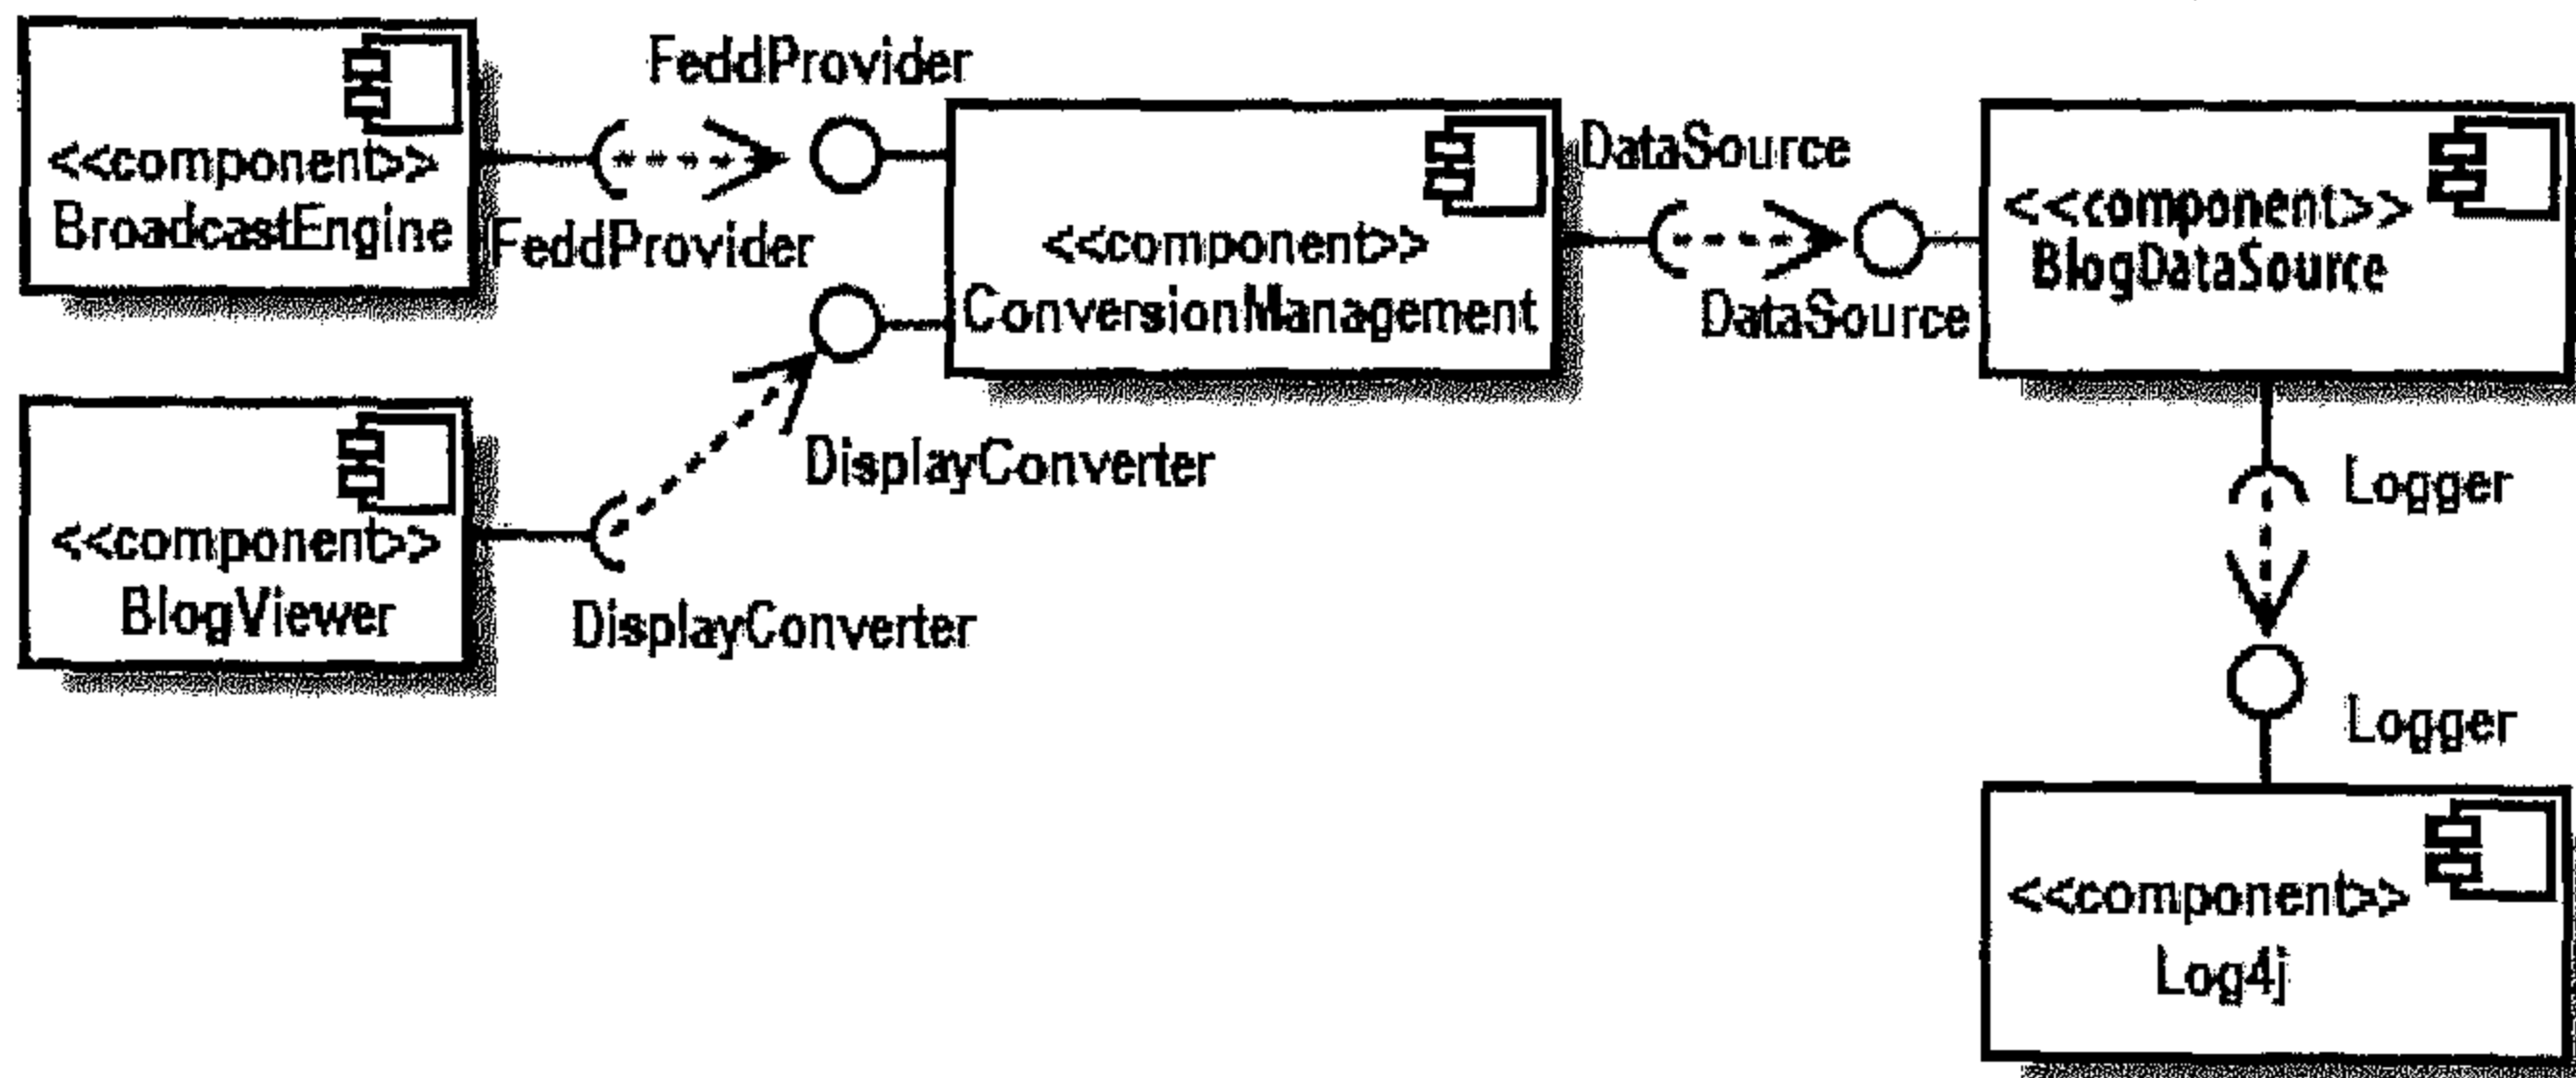 <<component>>
BroadcastEngine
FeddProvider
FeddProvider
<<component>>
ConversionManagement
DataSource
DataSource
<<component>>
BlogDataSource
<<component>>
BlogViewer
DisplayConverter
DisplayConverter
Logger
Logger
<<component>>
Log4j